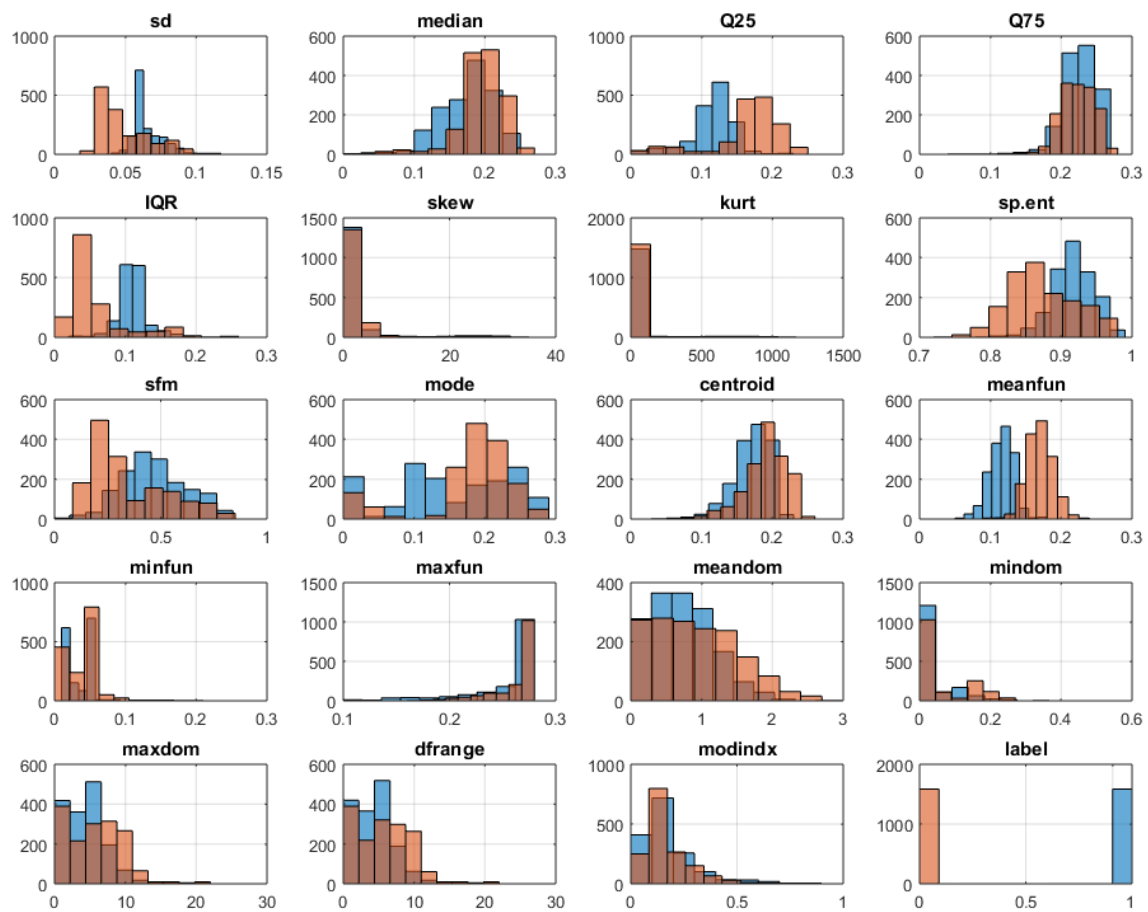 sd median Q25 Q75
1000 600 1000 600
400
500 500 400
200 200
0 0 0 0
0 0.05 0.1 0.15 0 0.1 0.2 0.3 0 0.1 0.2 0.3 0 0.1 0.2 0.3
IQR skew kurt sp.ent
1000 1500 2000 600
1000 400
500 1000
500 200
0 0 0 0
0 0.1 0.2 0.3 0 20 40 0 500 1000 1500 0.7 0.8 0.9 1
sfm mode centroid meanfun
600 600 600 600
400 400 400 400
200 200 200 200
0 0 0 0
0 0.5 1 0 0.1 0.2 0.3 0 0.1 0.2 0.3 0 0.1 0.2 0.3
minfun maxfun meandom mindom
1000 1500 400 1500
1000 1000
500 200
500 500
0 0 0 0
0 0.1 0.2 0.3 0.1 0.2 0.3 0 1 2 3 0 0.2 0.4 0.6
maxdom dfrange modindx label
600 600 1000 2000
400 400
500 1000
200 200
0 0 0 0
0 10 20 30 0 10 20 30 0 0.5 1 0 0.5 1